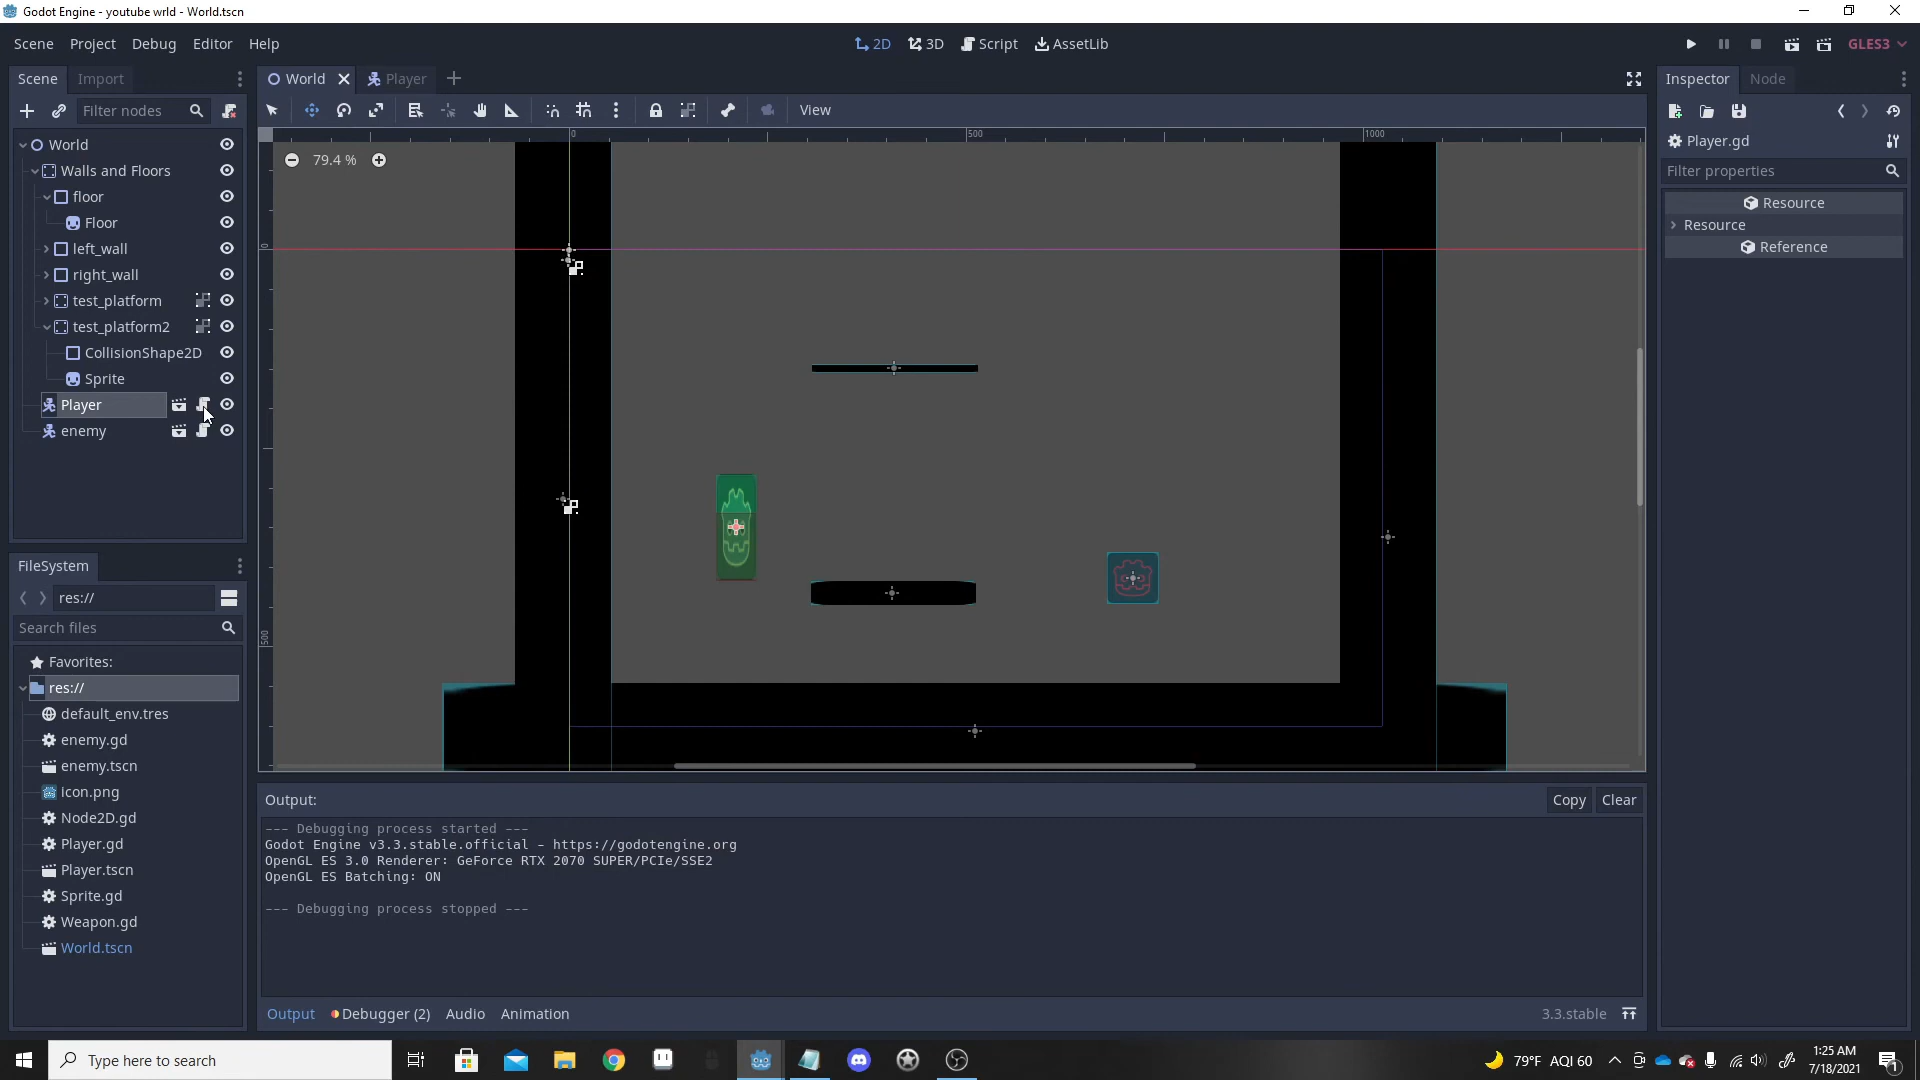 Godot Engine - youtube wrld - World.tscn
Scene Project Debug Editor Help
2D 3D Script AssetLib
GLES3
Scene Import
World Player
Inspector Node
Filter nodes
View
Player.gd
79.4 %
0 500 1000
0
500
Filter properties
Resource
Resource
Reference
World
Walls and Floors
floor
Floor
left_wall
right_wall
test_platform
test_platform2
CollisionShape2D
Sprite
Player
enemy
FileSystem
res://
Search files
Favorites:
res://
default_env.tres
enemy.gd
enemy.tscn
icon.png
Node2D.gd
Player.gd
Player.tscn
Sprite.gd
Weapon.gd
World.tscn
Output:
Copy Clear
--- Debugging process started ---
Godot Engine v3.3.stable.official - https://godotengine.org
OpenGL ES 3.0 Renderer: GeForce RTX 2070 SUPER/PCIe/SSE2
OpenGL ES Batching: ON
--- Debugging process stopped ---
Output Debugger (2) Audio Animation
3.3.stable
Type here to search
79°F AQI 60
1:25 AM
7/18/2021
1